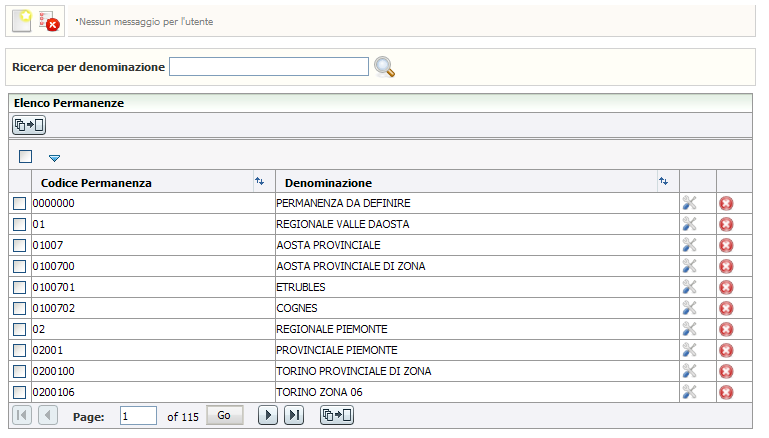 Nessun messaggio per l'utente
Ricerca per denominazione
Elenco Permanenze
Codice Permanenza Denominazione
0000000 PERMANENZA DA DEFINIRE
01 REGIONALE VALLE DAOSTA
01007 AOSTA PROVINCIALE
0100700 AOSTA PROVINCIALE DI ZONA
0100701 ETRUBLES
0100702 COGNES
02 REGIONALE PIEMONTE
02001 PROVINCIALE PIEMONTE
0200100 TORINO PROVINCIALE DI ZONA
0200106 TORINO ZONA 06
Page: 1 of 115 Go